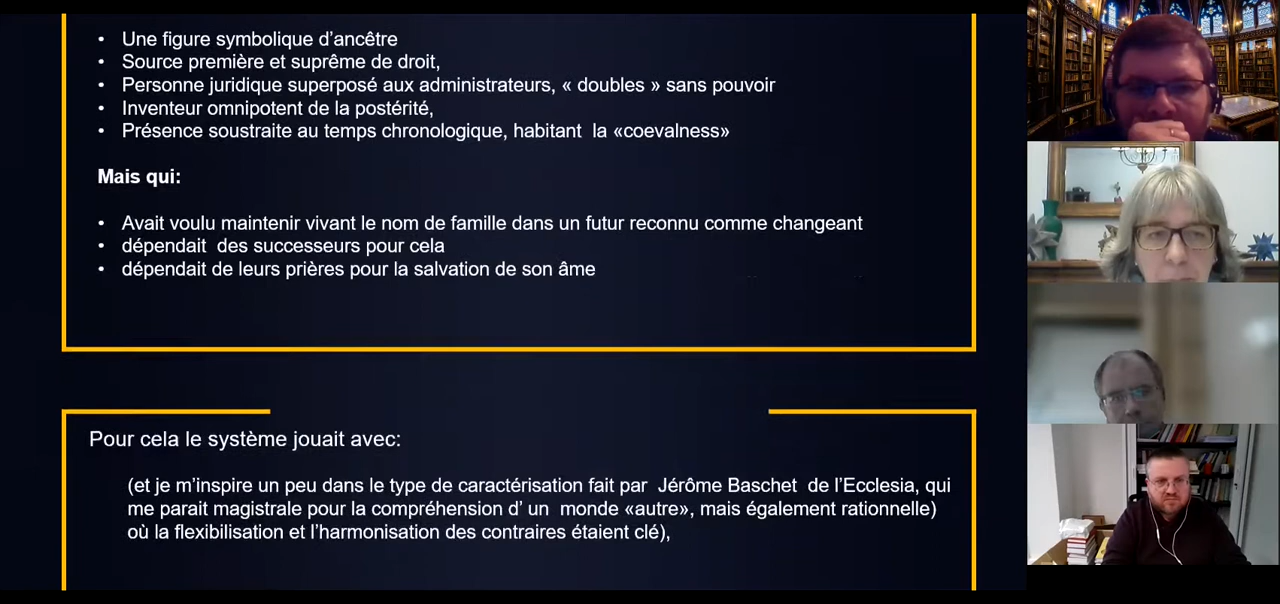 • Une figure symbolique d’ancêtre
• Source première et suprême de droit,
• Personne juridique superposé aux administrateurs, « doubles » sans pouvoir
• Inventeur omnipotent de la postérité,
• Présence soustraite au temps chronologique, habitant la «coevalness»
Mais qui:
• Avait voulu maintenir vivant le nom de famille dans un futur reconnu comme changeant
• dépendait des successeurs pour cela
• dépendait de leurs prières pour la salvation de son âme
Pour cela le système jouait avec:
(et je m’inspire un peu dans le type de caractérisation fait par Jérôme Baschet de l’Ecclesia, qui
me parait magistrale pour la compréhension d’ un monde «autre», mais également rationnelle)
où la flexibilisation et l’harmonisation des contraires étaient clé),